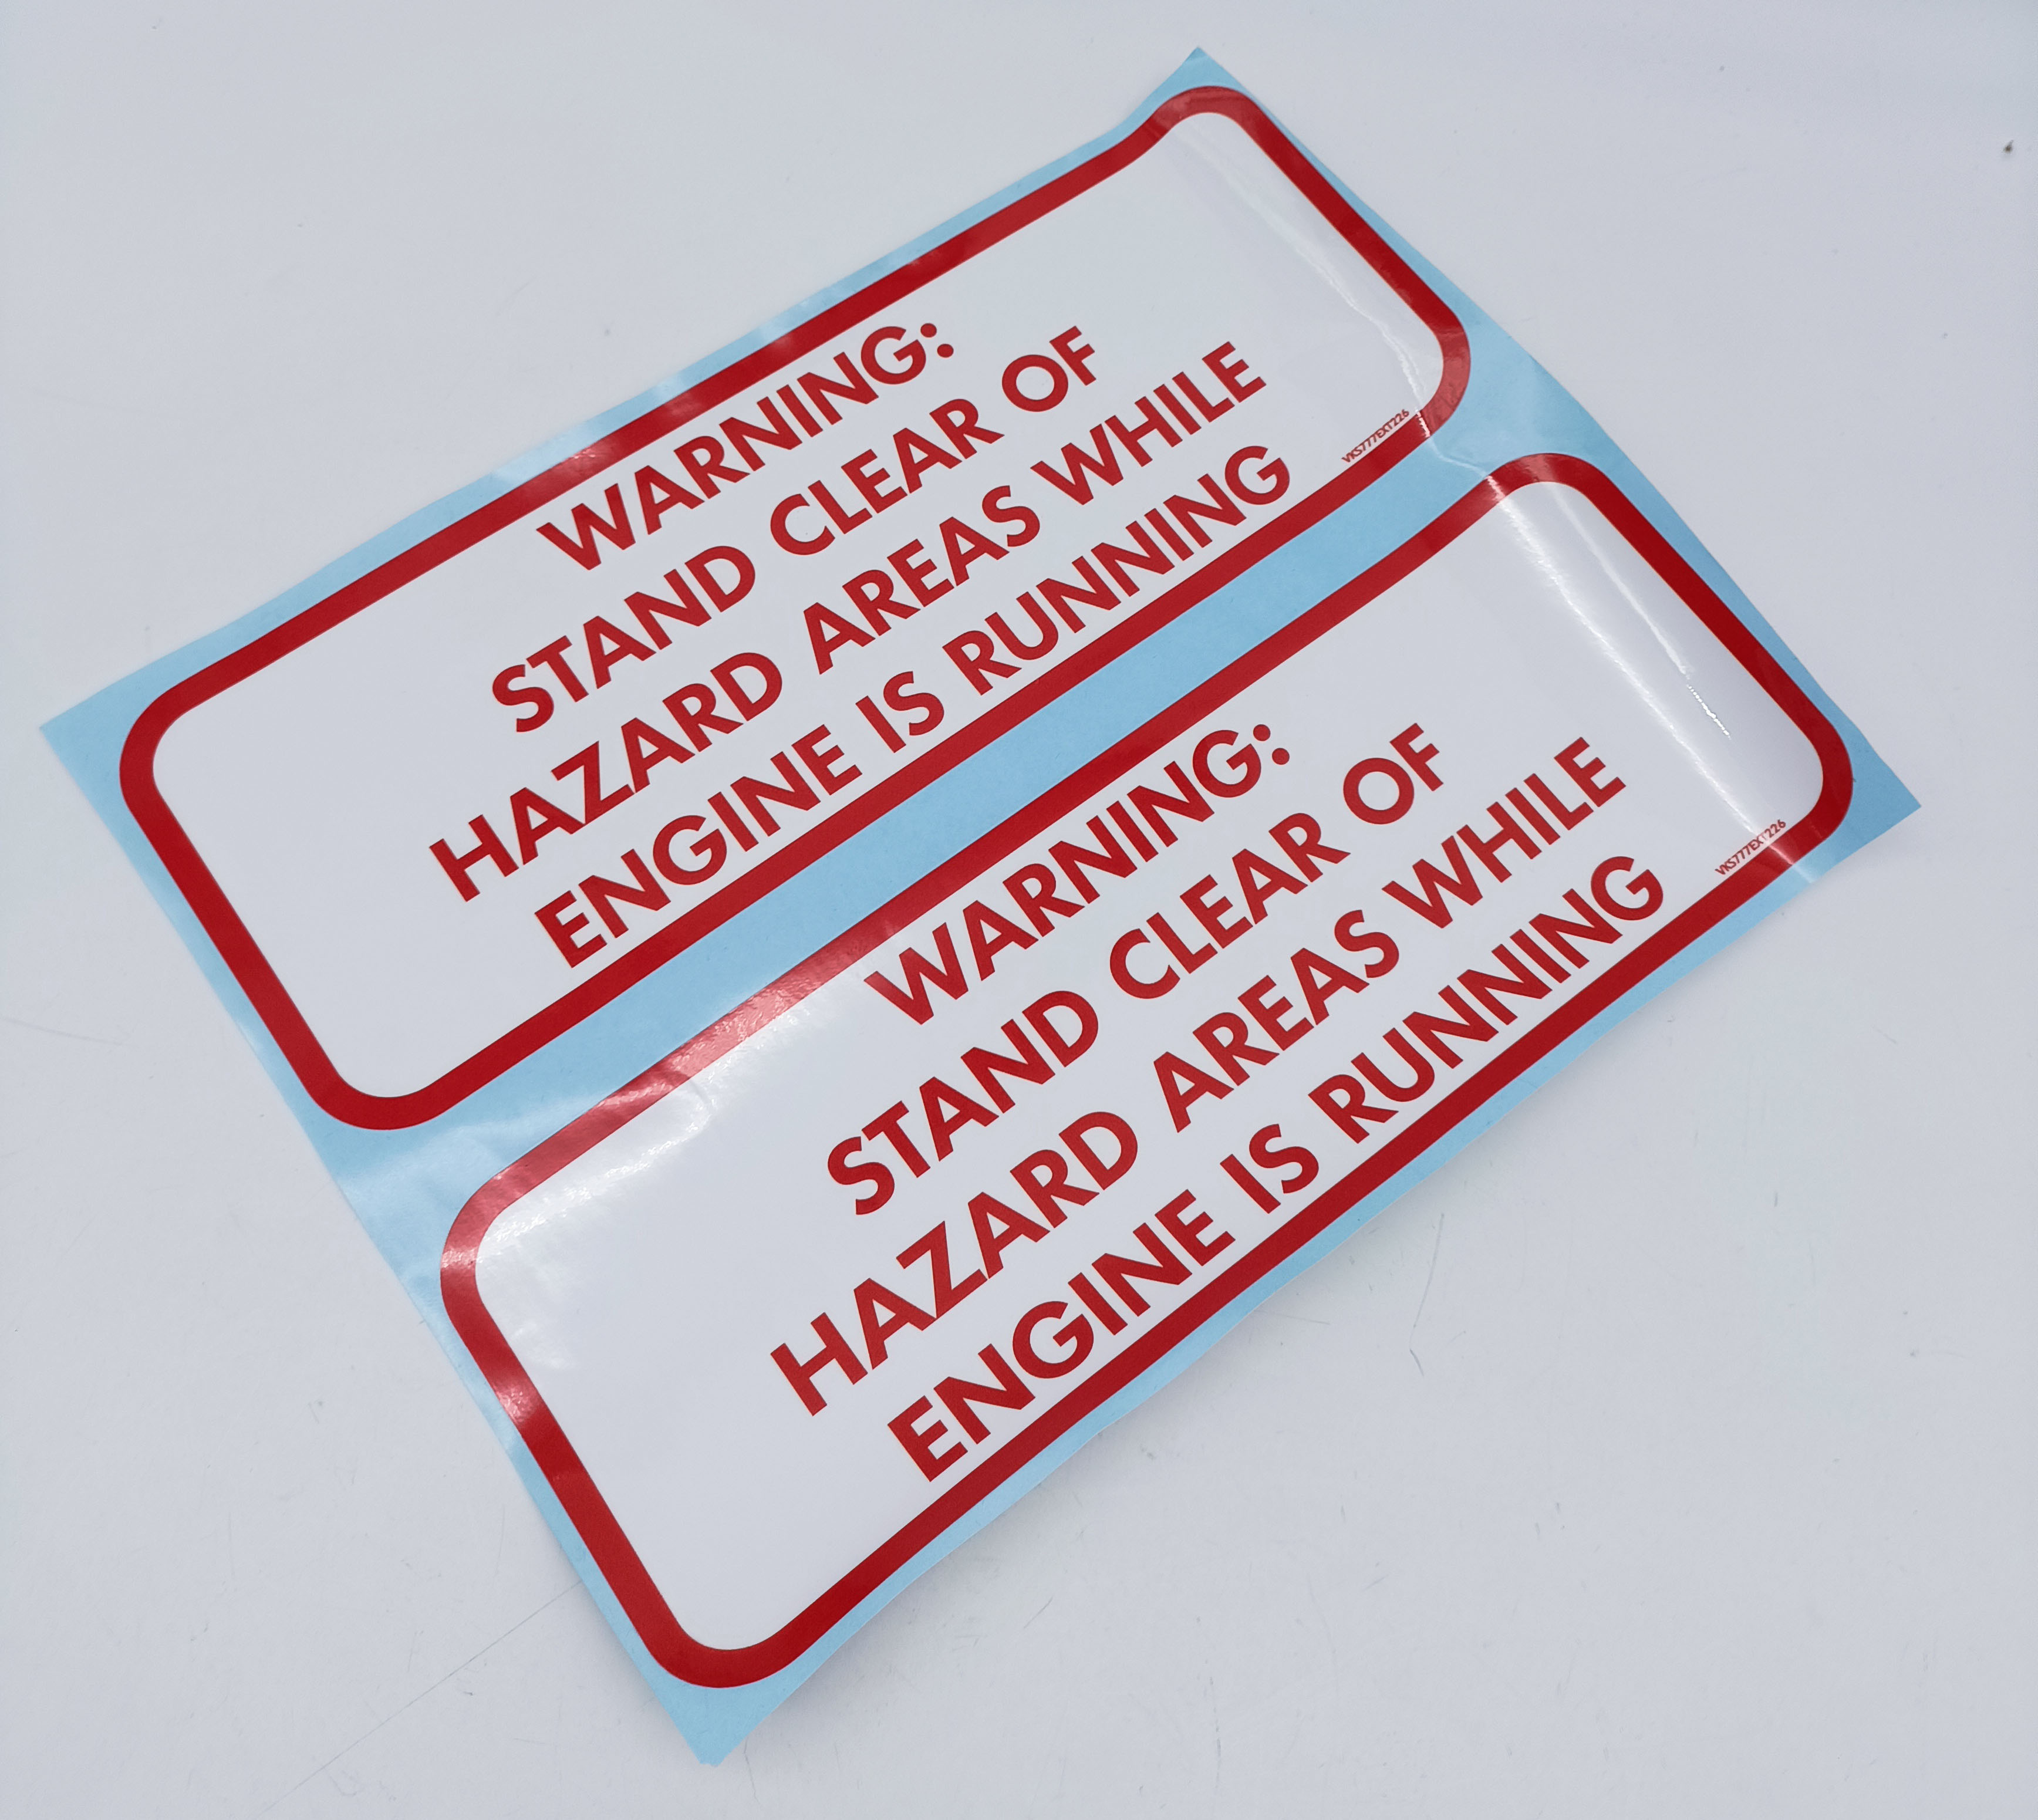 WARNING:
STAND CLEAR OF
HAZARD AREAS WHILE
ENGINE IS RUNNING
VKS777EXT226
WARNING:
STAND CLEAR OF
HAZARD AREAS WHILE
ENGINE IS RUNNING
VKS777EXT226